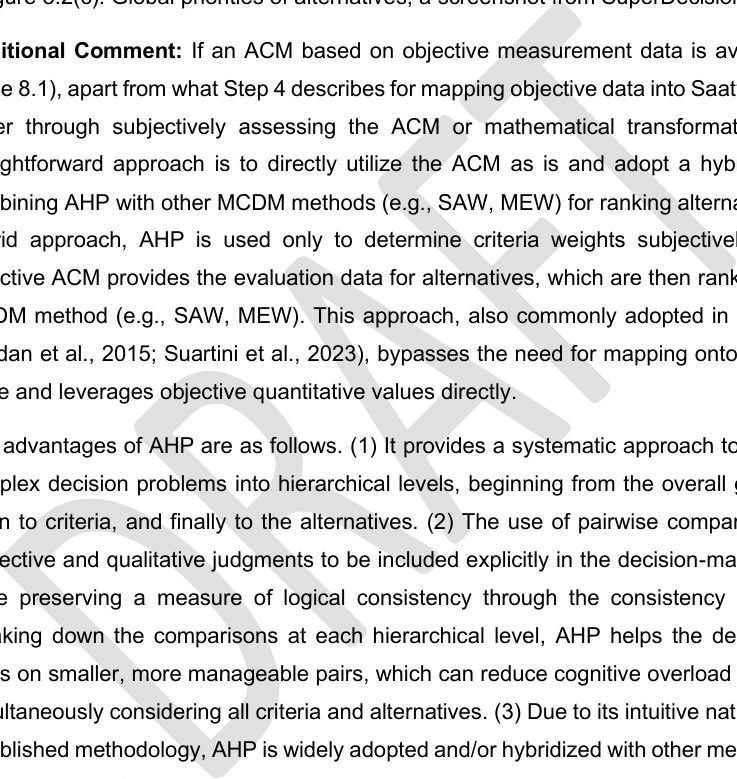 gure 8.2(c): Global priorities of alternatives, a screenshot from SuperDecision
itional Comment: If an ACM based on objective measurement data is av
e 8.1), apart from what Step 4 describes for mapping objective data into Saat
er through subjectively assessing the ACM or mathematical transformat
ightforward approach is to directly utilize the ACM as is and adopt a hyb
bining AHP with other MCDM methods (e.g., SAW, MEW) for ranking alterna
rid approach, AHP is used only to determine criteria weights subjectivel
ective ACM provides the evaluation data for alternatives, which are then rank
DM method (e.g., SAW, MEW). This approach, also commonly adopted in
dan et al., 2015; Suartini et al., 2023), bypasses the need for mapping onto
e and leverages objective quantitative values directly.
advantages of AHP are as follows. (1) It provides a systematic approach to
plex decision problems into hierarchical levels, beginning from the overall g
n to criteria, and finally to the alternatives. (2) The use of pairwise compar
ective and qualitative judgments to be included explicitly in the decision-ma
e preserving a measure of logical consistency through the consistency
aking down the comparisons at each hierarchical level, AHP helps the de
s on smaller, more manageable pairs, which can reduce cognitive overload
ultaneously considering all criteria and alternatives. (3) Due to its intuitive nat
blished methodology, AHP is widely adopted and/or hybridized with other me
DRAFT